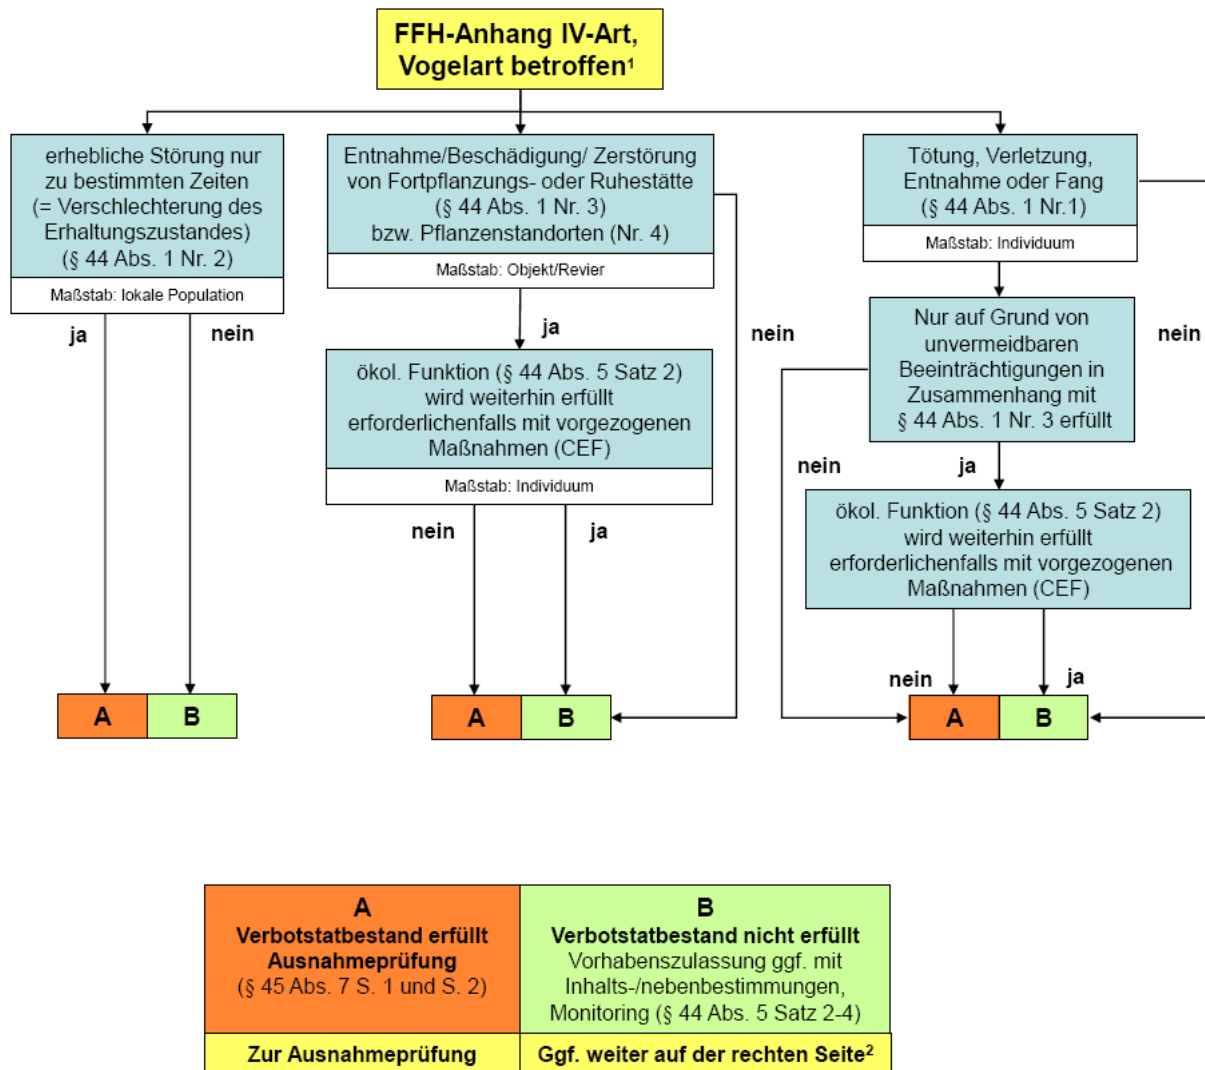 FFH-Anhang IV-Art,
Vogelart betroffen¹
erhebliche Störung nur
zu bestimmten Zeiten
(= Verschlechterung des
Erhaltungszustandes)
(§ 44 Abs. 1 Nr. 2)
Maßstab: lokale Population
ja
nein
Entnahme/Beschädigung/ Zerstörung
von Fortpflanzungs- oder Ruhestätte
(§ 44 Abs. 1 Nr. 3)
bzw. Pflanzenstandorten (Nr. 4)
Maßstab: Objekt/Revier
ja
nein
ökol. Funktion (§ 44 Abs. 5 Satz 2)
wird weiterhin erfüllt
erforderlichenfalls mit vorgezogenen
Maßnahmen (CEF)
Maßstab: Individuum
nein
ja
Tötung, Verletzung,
Entnahme oder Fang
(§ 44 Abs. 1 Nr.1)
Maßstab: Individuum
nein
Nur auf Grund von
unvermeidbaren
Beeinträchtigungen in
Zusammenhang mit
§ 44 Abs. 1 Nr. 3 erfüllt
nein
ja
ökol. Funktion (§ 44 Abs. 5 Satz 2)
wird weiterhin erfüllt
erforderlichenfalls mit vorgezogenen
Maßnahmen (CEF)
nein
ja
A
B
A
B
A
B
A
Verbotstatbestand erfüllt
Ausnahmeprüfung
(§ 45 Abs. 7 S. 1 und S. 2)
Zur Ausnahmeprüfung
B
Verbotstatbestand nicht erfüllt
Vorhabenszulassung ggf. mit
Inhalts-/nebenbestimmungen,
Monitoring (§ 44 Abs. 5 Satz 2-4)
Ggf. weiter auf der rechten Seite²